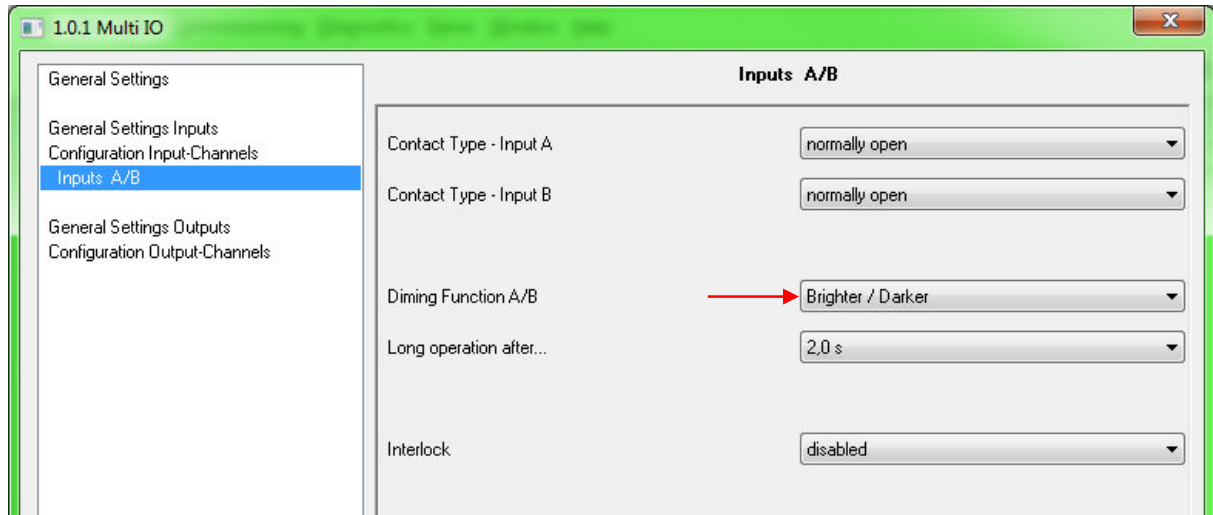 1.0.1 Multi IO
General Settings
General Settings Inputs
Configuration Input-Channels
Inputs A/B
General Settings Outputs
Configuration Output-Channels
Inputs A/B
Contact Type - Input A
normally open
Contact Type - Input B
normally open
Diming Function A/B
Brighter / Darker
Long operation after...
2,0 s
Interlock
disabled